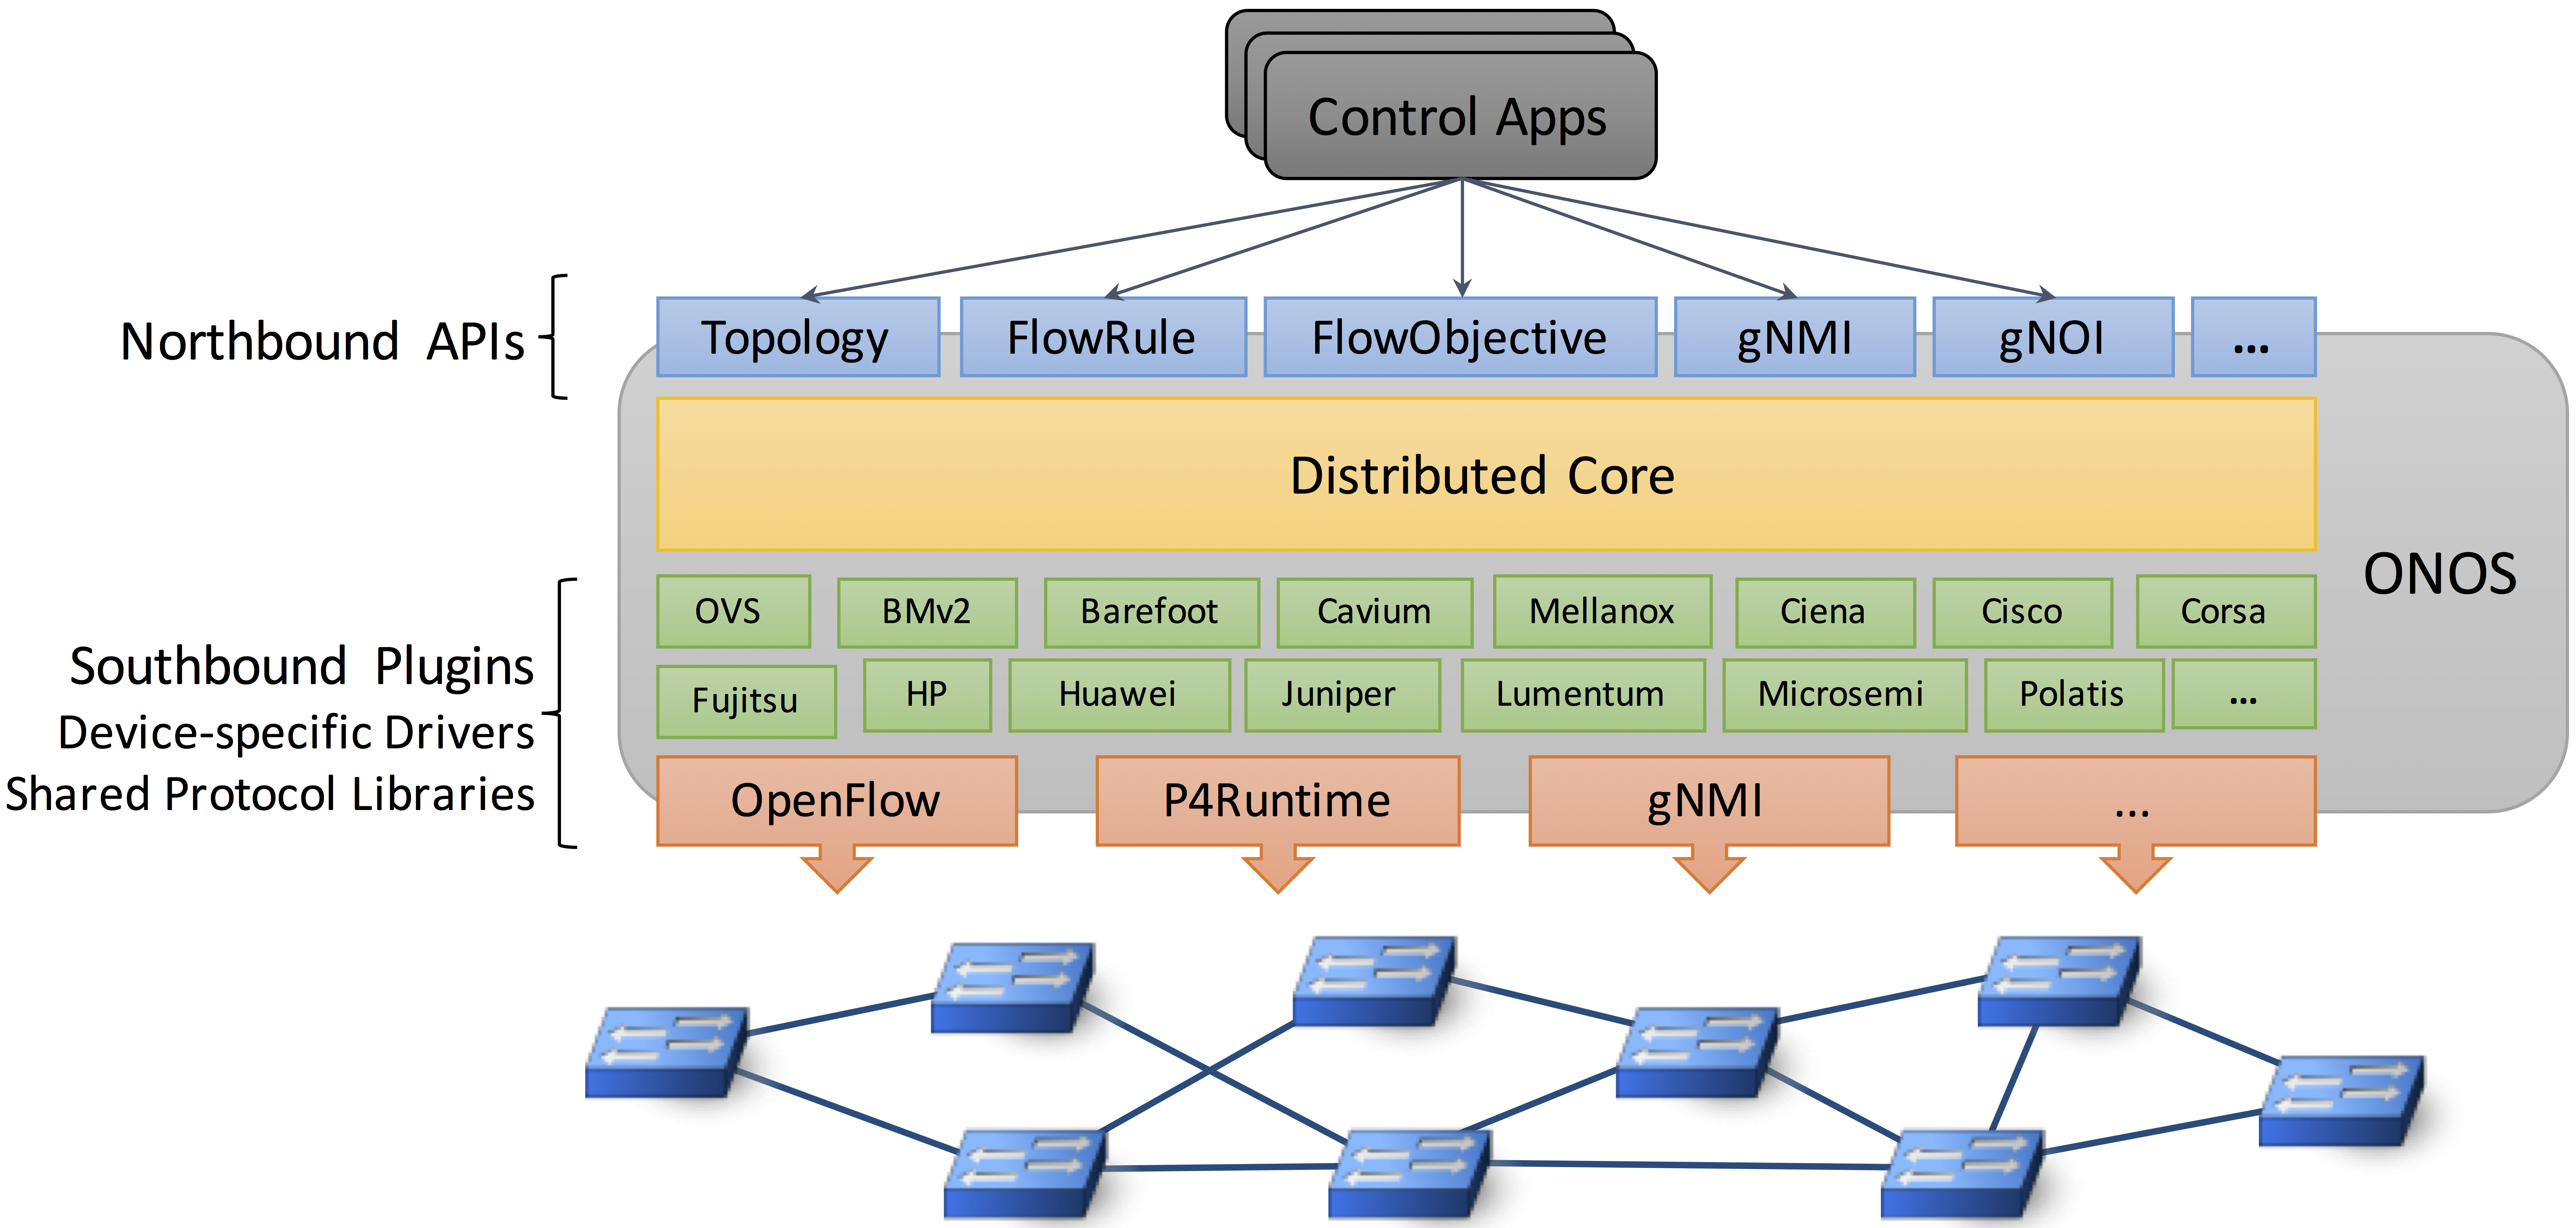 Control Apps
Northbound APIs
Topology
FlowRule
FlowObjective
gNMI
gNOI
...
Distributed Core
ONOS
Southbound Plugins
Device-specific Drivers
Shared Protocol Libraries
OVS
BMv2
Barefoot
Cavium
Mellanox
Ciena
Cisco
Corsa
Fujitsu
HP
Huawei
Juniper
Lumentum
Microsemi
Polatis
...
OpenFlow
P4Runtime
gNMI
...